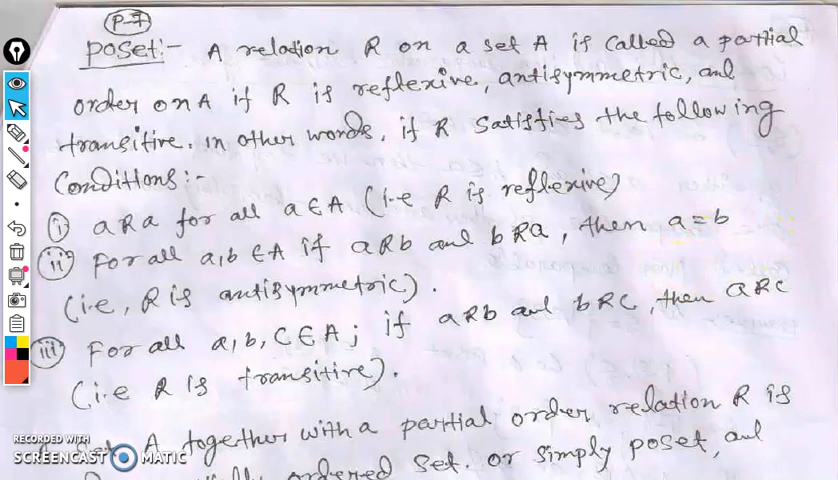 P-7
Poset:- A relation R on a set A is called a partial
order on A if R is reflexive, antisymmetric, and
transitive. in other words, if R satisfies the following
Conditions:-
(i) aRa for all a∈A (i.e R is reflexive)
(ii) For all a,b∈A if aRb and bRa, then a=b
(i.e, R is antisymmetric).
(iii) For all a,b,c∈A; if aRb and bRc, then aRc
(i.e R is transitive).
set A together with a partial order relation R is
ordered set. or simply poset, and
RECORDED WITH
SCREENCAST MATIC